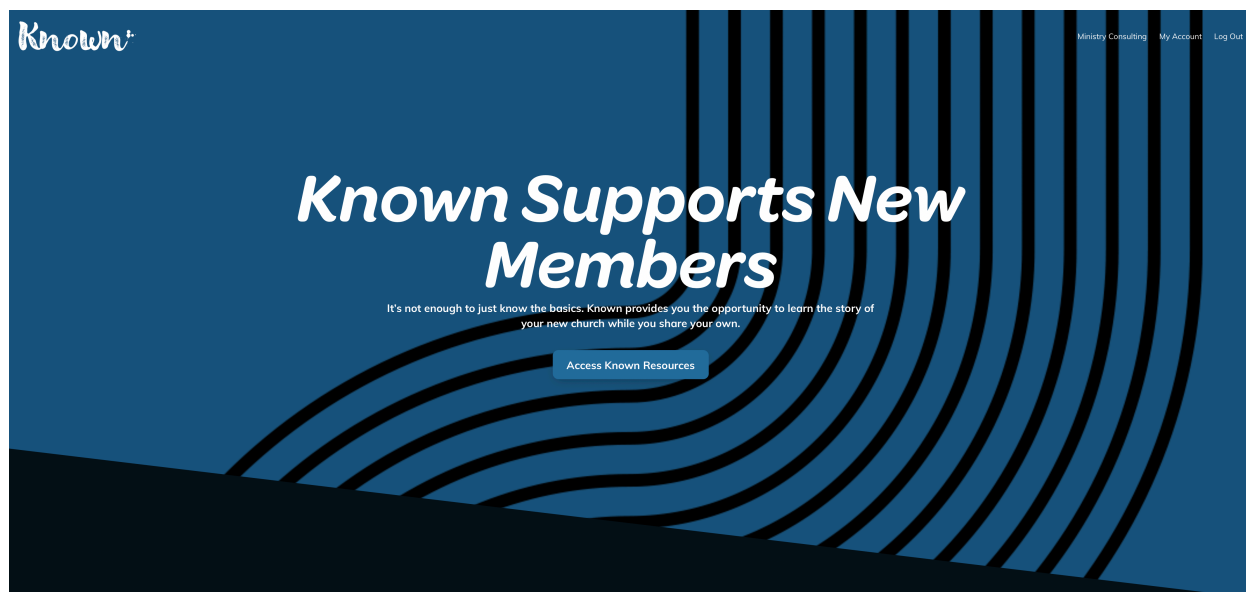 Known+
Ministry Consulting My Account Log Out
Known Supports New
Members
It's not enough to just know the basics. Known provides you the opportunity to learn the story of
your new church while you share your own.
Access Known Resources